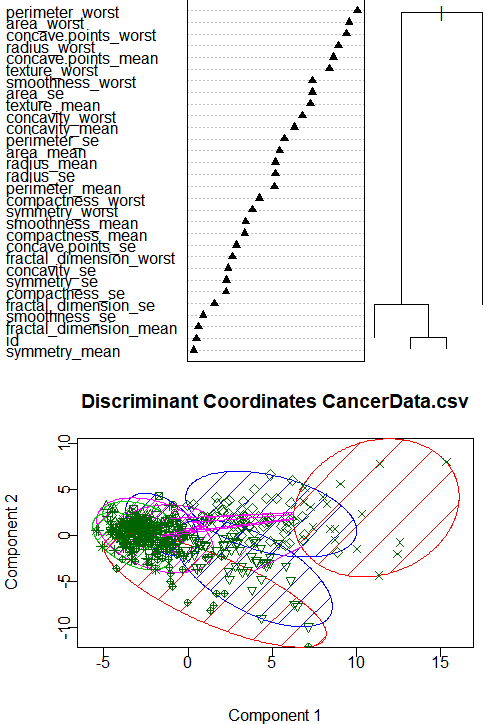 perimeter_worst
area_worst
concave.points_worst
radius_worst
concave.points_mean
texture_worst
smoothness_worst
area_se
texture_mean
concavity_worst
concavity_mean
perimeter_se
area_mean
radius_mean
radius_se
perimeter_mean
compactness_worst
symmetry_worst
smoothness_mean
compactness_mean
concave.points_se
fractal_dimension_worst
concavity_se
symmetry_se
compactness_se
fractal_dimension_se
smoothness_se
fractal_dimension_mean
id
symmetry_mean
Discriminant Coordinates CancerData.csv
Component 2
10
5
0
-5
-10
-5 0 5 10 15
Component 1